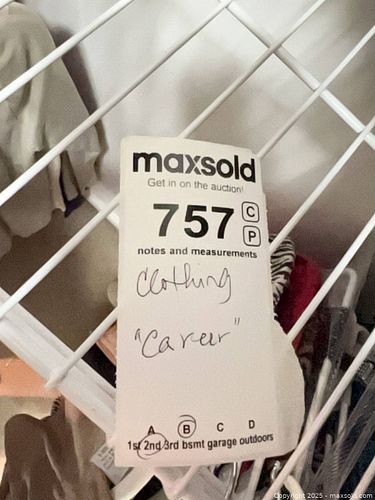 maxsold
Get in on the auction!
757 C
P
notes and measurements
Clothing
"Career"
A B C D
1st 2nd 3rd bsmt garage outdoors
Copyright 2025 - maxsold.com